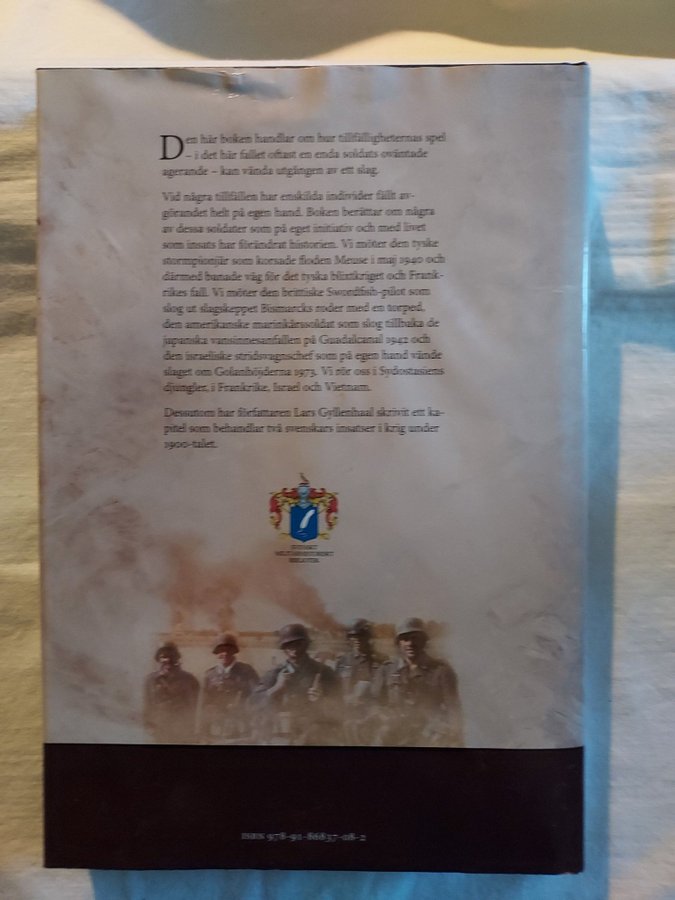 Den här boken handlar om hur tillfälligheternas spel
– i det här fallet oftast en enda soldats oväntade
agerande – kan vända utgången av ett slag.
Vid några tillfällen har enskilda individer fällt av-
görandet helt på egen hand. Boken berättar om några
av dessa soldater som på eget initiativ och med livet
som insats har förändrat historien. Vi möter den tyske
stormpionjär som korsade floden Meuse i maj 1940 och
därmed banade väg för det tyska blixtkriget och Frank-
rikes fall. Vi möter den brittiske Swordfish-pilot som
slog ut slagskeppet Bismarcks roder med en torped,
den amerikanske marinkårssoldat som slog tillbaka de
japanska vansinnesanfallen på Guadalcanal 1942 och
den israeliske stridsvagnschef som på egen hand vände
slaget om Golanhöjderna 1973. Vi rör oss i Sydostasiens
djungler, i Frankrike, Israel och Vietnam.
Dessutom har författaren Lars Gyllenhaal skrivit ett ka-
pitel som behandlar två svenskars insatser i krig under
1900-talet.
SVENSKT
MILITÄRHISTORISKT
BIBLIOTEK
ISBN 978-91-86837-08-2